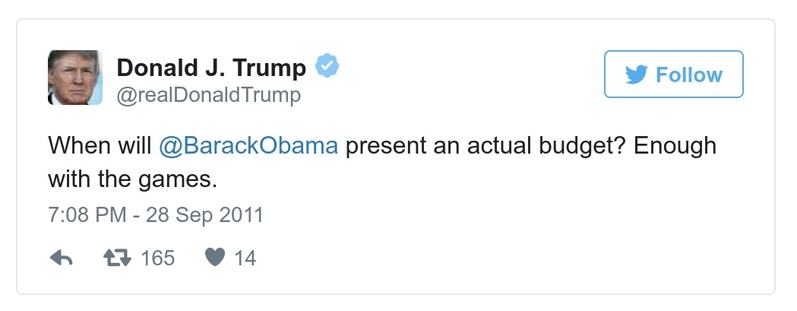 Donald J. Trump
@realDonaldTrump
Follow
When will @BarackObama present an actual budget? Enough
with the games.
7:08 PM - 28 Sep 2011
165 14